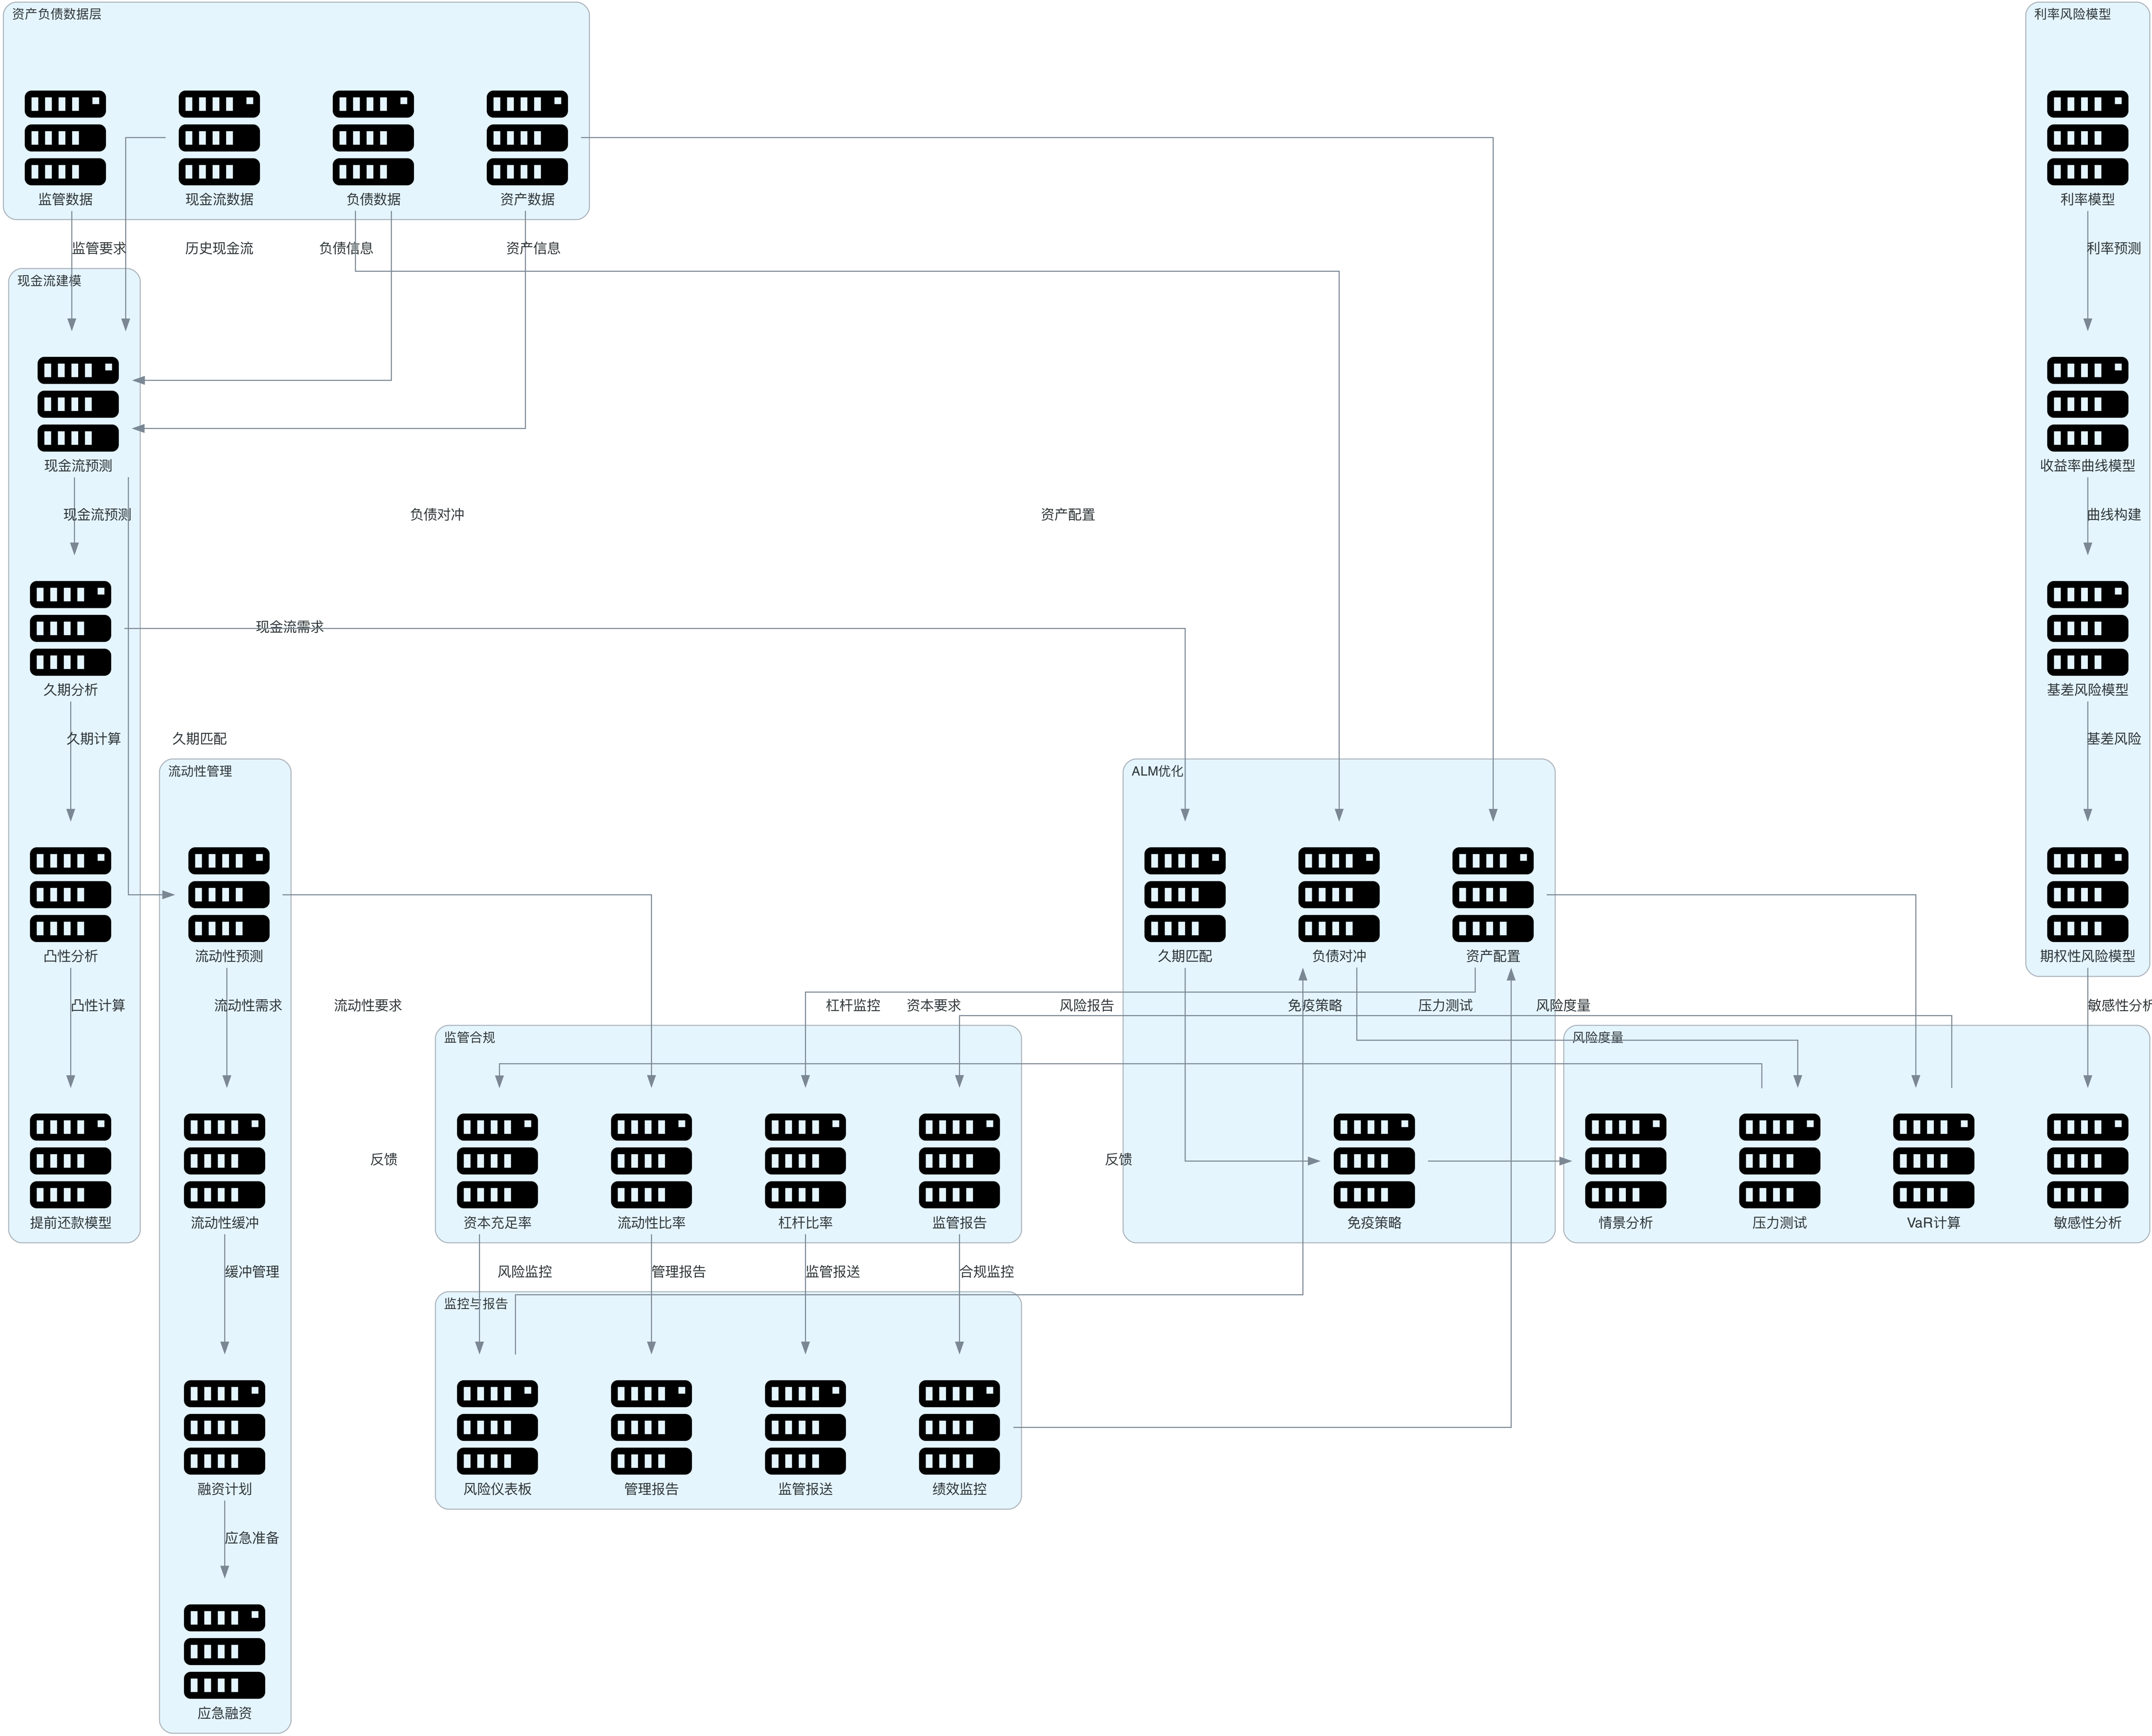 资产负债数据层
利率风险模型
监管数据
现金流数据
负债数据
资产数据
利率模型
监管要求
历史现金流
负债信息
资产信息
利率预测
现金流建模
现金流预测
收益率曲线模型
现金流预测
负债对冲
资产配置
曲线构建
现金流需求
久期分析
基差风险模型
久期计算
久期匹配
基差风险
流动性管理
ALM优化
凸性分析
流动性预测
久期匹配
负债对冲
资产配置
期权性风险模型
凸性计算
流动性需求
流动性要求
杠杆监控
资本要求
风险报告
免疫策略
压力测试
风险度量
敏感性分析
监管合规
风险度量
反馈
反馈
提前还款模型
流动性缓冲
资本充足率
流动性比率
杠杆比率
监管报告
免疫策略
情景分析
压力测试
VaR计算
敏感性分析
缓冲管理
风险监控
管理报告
监管报送
合规监控
监控与报告
融资计划
风险仪表板
管理报告
监管报送
绩效监控
应急准备
应急融资